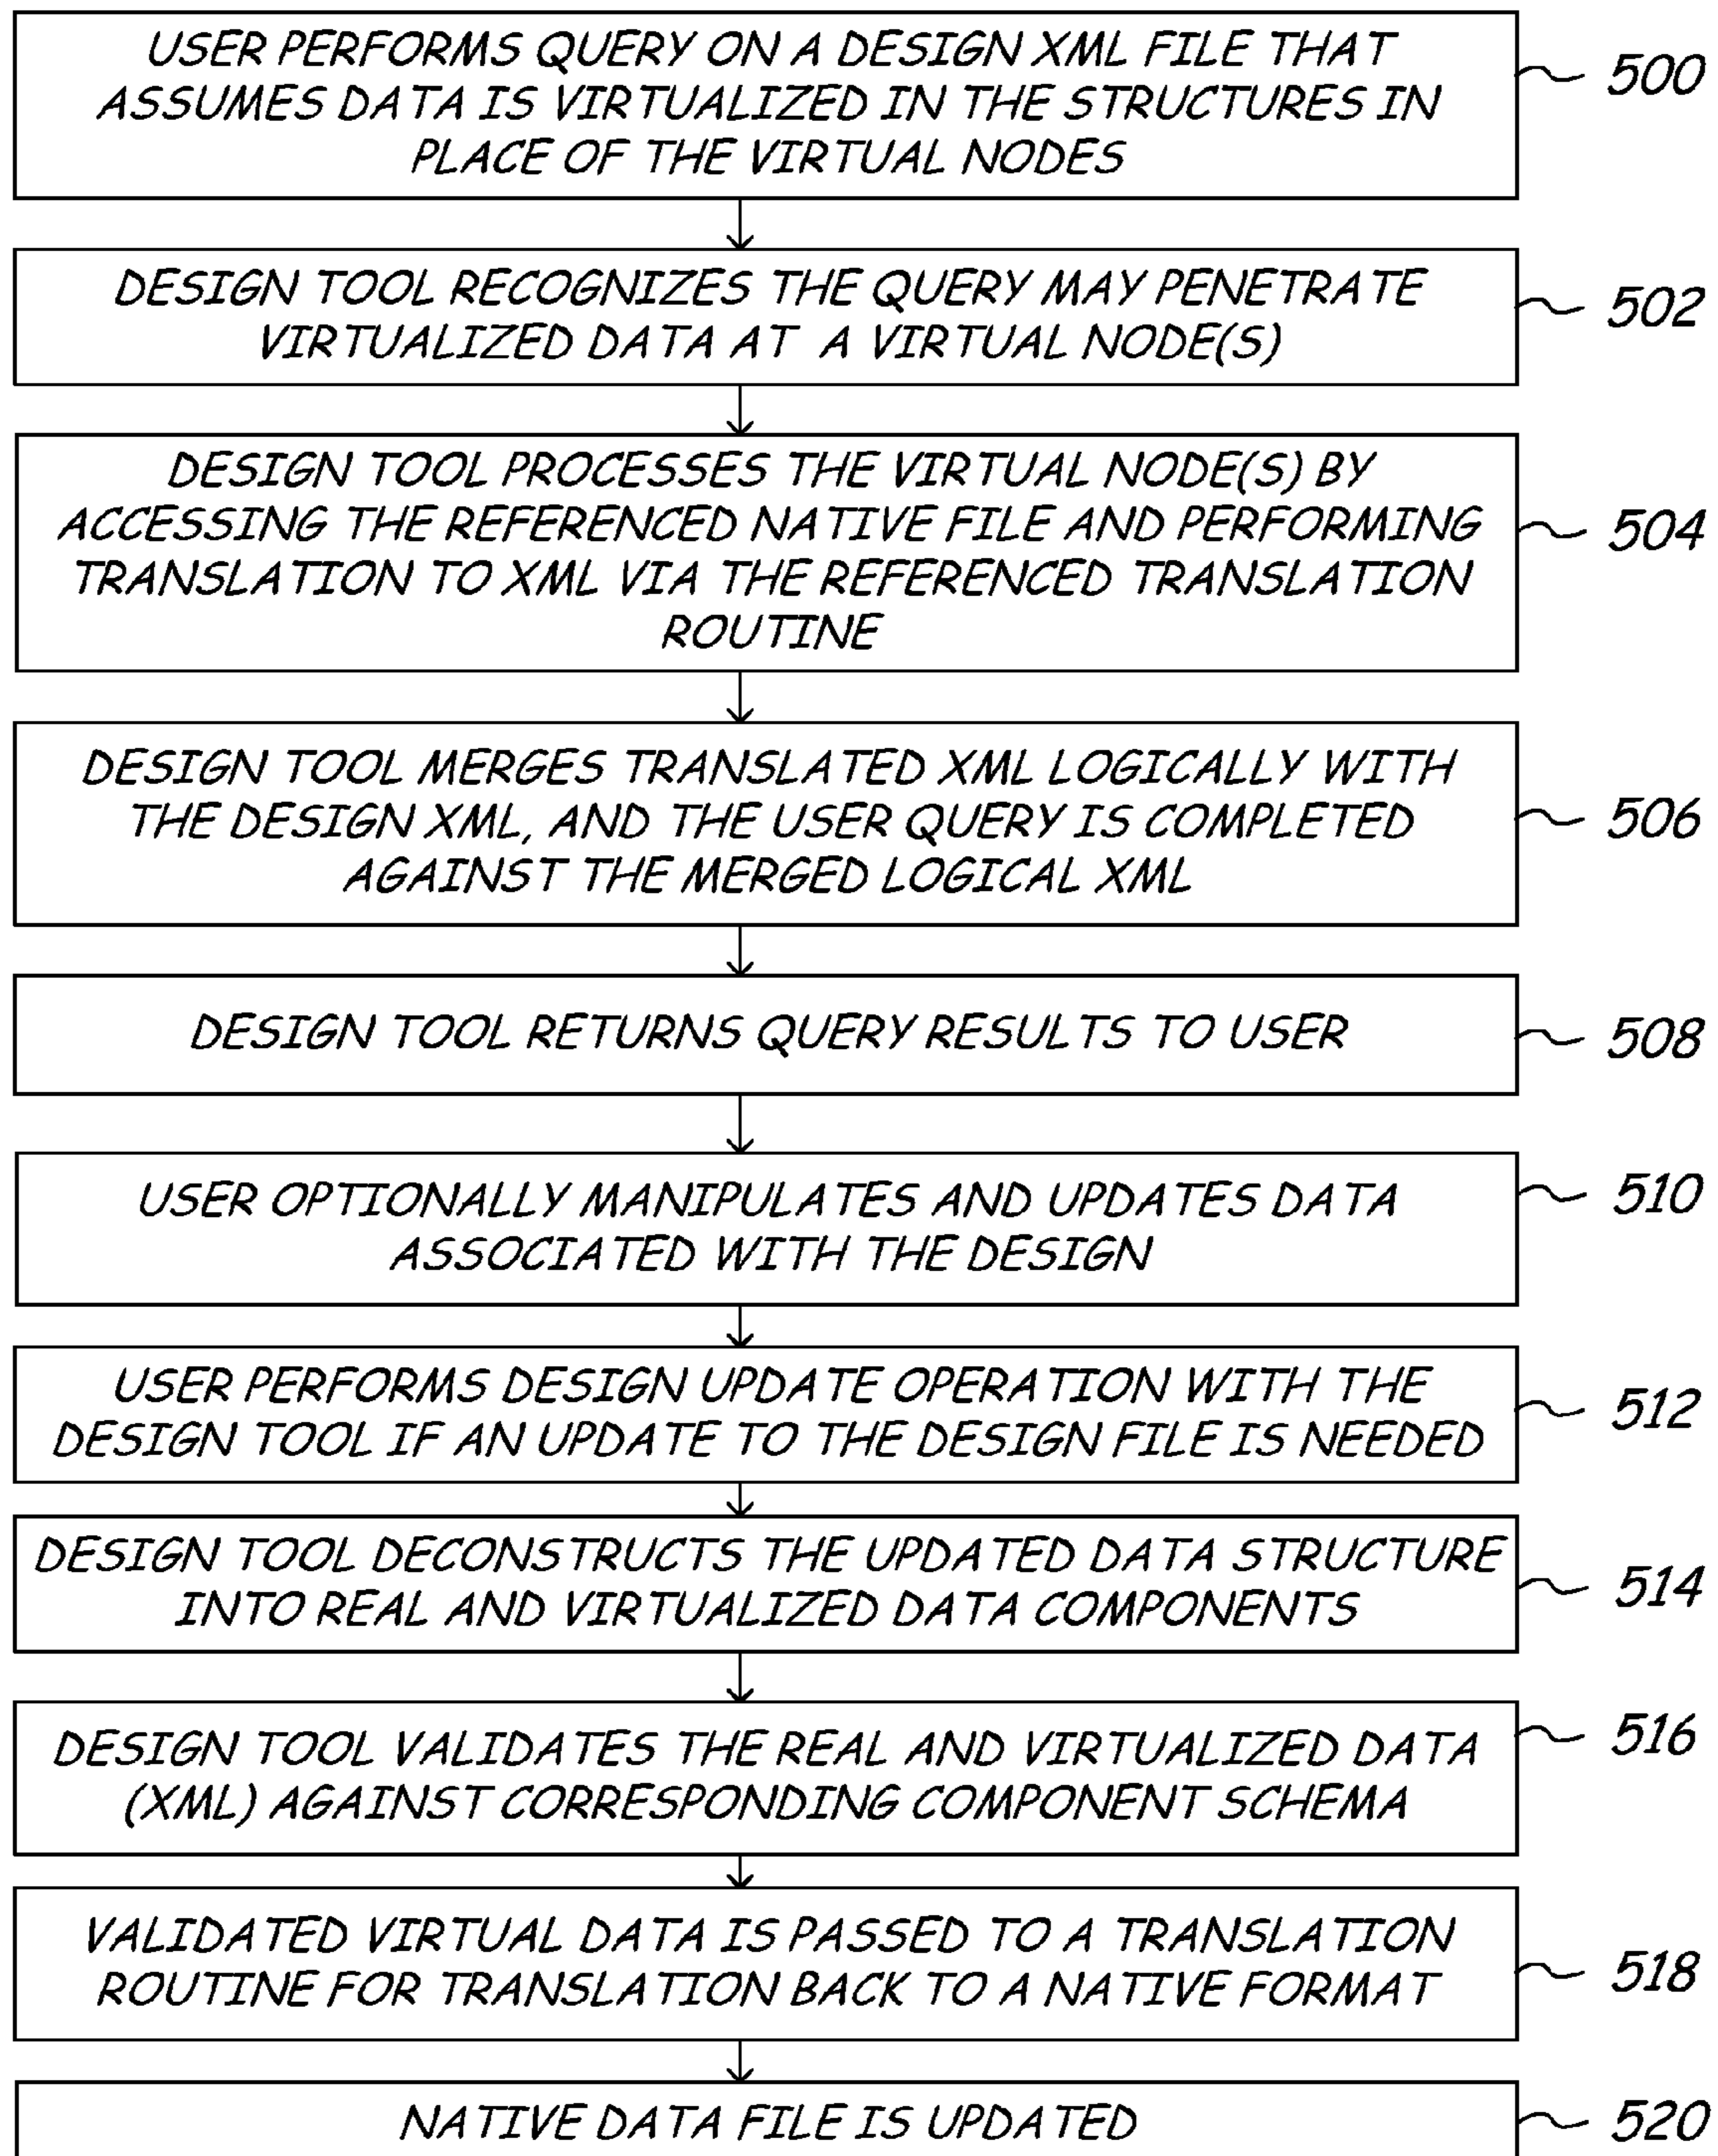 USER PERFORMS QUERY ON A DESIGN XML FILE THAT
ASSUMES DATA IS VIRTUALIZED IN THE STRUCTURES IN
PLACE OF THE VIRTUAL NODES
500
DESIGN TOOL RECOGNIZES THE QUERY MAY PENETRATE
VIRTUALIZED DATA AT A VIRTUAL NODE(S)
502
DESIGN TOOL PROCESSES THE VIRTUAL NODE(S) BY
ACCESSING THE REFERENCED NATIVE FILE AND PERFORMING
TRANSLATION TO XML VIA THE REFERENCED TRANSLATION
ROUTINE
504
DESIGN TOOL MERGES TRANSLATED XML LOGICALLY WITH
THE DESIGN XML, AND THE USER QUERY IS COMPLETED
AGAINST THE MERGED LOGICAL XML
506
DESIGN TOOL RETURNS QUERY RESULTS TO USER
508
USER OPTIONALLY MANIPULATES AND UPDATES DATA
ASSOCIATED WITH THE DESIGN
510
USER PERFORMS DESIGN UPDATE OPERATION WITH THE
DESIGN TOOL IF AN UPDATE TO THE DESIGN FILE IS NEEDED
512
DESIGN TOOL DECONSTRUCTS THE UPDATED DATA STRUCTURE
INTO REAL AND VIRTUALIZED DATA COMPONENTS
514
DESIGN TOOL VALIDATES THE REAL AND VIRTUALIZED DATA
(XML) AGAINST CORRESPONDING COMPONENT SCHEMA
516
VALIDATED VIRTUAL DATA IS PASSED TO A TRANSLATION
ROUTINE FOR TRANSLATION BACK TO A NATIVE FORMAT
518
NATIVE DATA FILE IS UPDATED
520